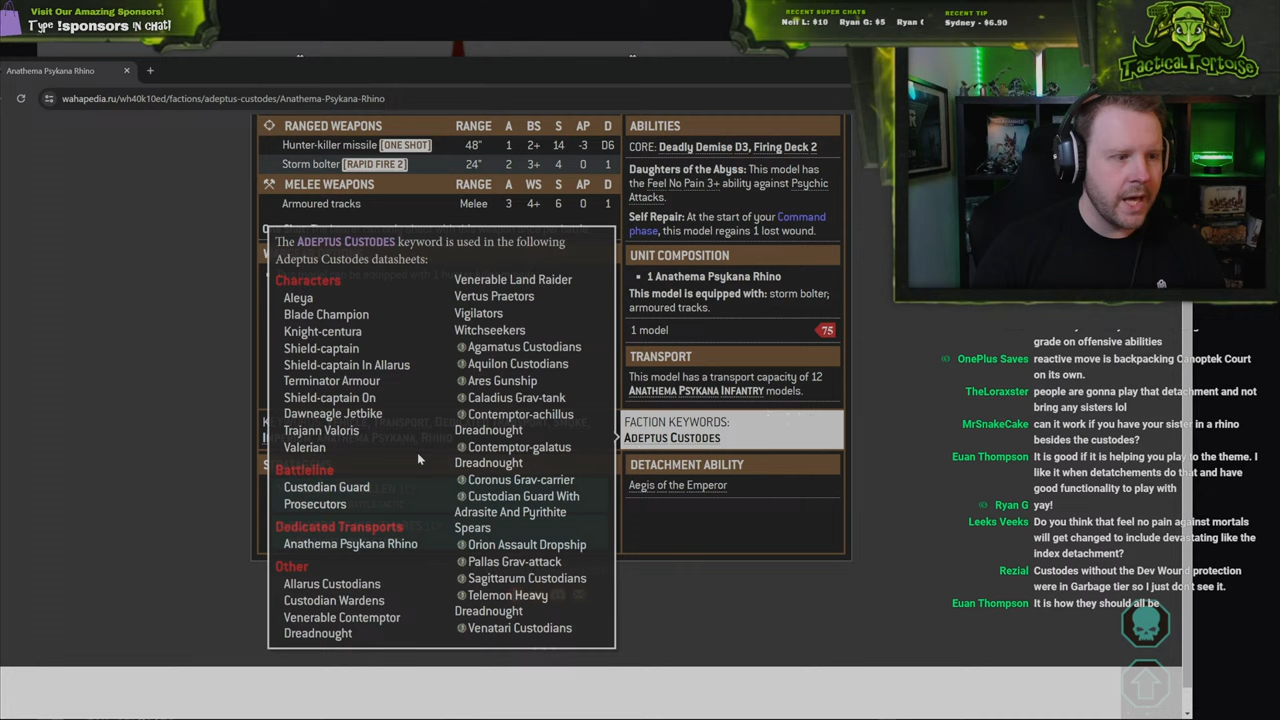 Visit Our Amazing Sponsors!
Type !sponsors in chat!
RECENT SUPER CHATS
Neil L: $10 Ryan G: $5 Ryan (
RECENT TIP
Sydney - $6.90
TacticalTortoise
Anathema Psykana Rhino
wahapedia.ru/wh40k10ed/factions/adeptus-custodes/Anathema-Psykana-Rhino
RANGED WEAPONS RANGE A BS S AP D
Hunter-killer missile [ONE SHOT] 48" 1 2+ 14 -3 D6
Storm bolter [RAPID FIRE 2] 24" 2 3+ 4 0 1
MELEE WEAPONS RANGE A WS S AP D
Armoured tracks Melee 3 4+ 6 0 1
The ADEPTUS CUSTODES keyword is used in the following
Adeptus Custodes datasheets:
Characters
Aleya
Blade Champion
Knight-centura
Shield-captain
Shield-captain In Allarus
Terminator Armour
Shield-captain On
Dawneagle Jetbike
Trajann Valoris
Valerian
Battleline
Custodian Guard
Prosecutors
Dedicated Transports
Anathema Psykana Rhino
Other
Allarus Custodians
Custodian Wardens
Venerable Contemptor
Dreadnought
Venerable Land Raider
Vertus Praetors
Vigilators
Witchseekers
Agamatus Custodians
Aquilon Custodians
Ares Gunship
Caladius Grav-tank
Contemptor-achillus
Dreadnought
Contemptor-galatus
Dreadnought
Coronus Grav-carrier
Custodian Guard With
Adrasite And Pyrithite
Spears
Orion Assault Dropship
Pallas Grav-attack
Sagittarum Custodians
Telemon Heavy
Dreadnought
Venatari Custodians
ABILITIES
CORE: Deadly Demise D3, Firing Deck 2
Daughters of the Abyss: This model has
the Feel No Pain 3+ ability against Psychic
Attacks.
Self Repair: At the start of your Command
phase, this model regains 1 lost wound.
UNIT COMPOSITION
1 Anathema Psykana Rhino
This model is equipped with: storm bolter;
armoured tracks.
1 model 75
TRANSPORT
This model has a transport capacity of 12
ANATHEMA PSYKANA INFANTRY models.
FACTION KEYWORDS:
ADEPTUS CUSTODES
DETACHMENT ABILITY
Aegis of the Emperor
grade on offensive abilities
OnePlus Saves reactive move is backpacking Canoptek Court
on its own.
TheLoraxster people are gonna play that detachment and not
bring any sisters lol
MrSnakeCake can it work if you have your sister in a rhino
besides the custodes?
Euan Thompson It is good if it is helping you play to the theme. I
like it when detatchements do that and have
good functionality to play with
Ryan G yay!
Leeks Veeks Do you think that feel no pain against mortals
will get changed to include devastating like the
index detachment?
Rezial Custodes without the Dev Wound protection
were in Garbage tier so I just don't see it.
Euan Thompson It is how they should all be